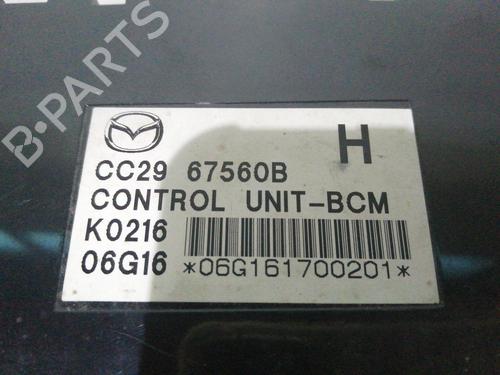 B-PARTS
H
CC29 67560B
CONTROL UNIT-BCM
K0216
06G16 *06G161700201*